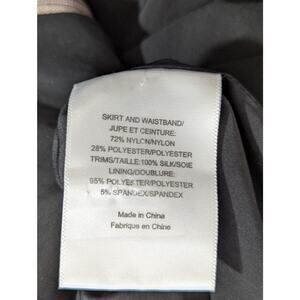 SKIRT AND WAISTBAND/
JUPE ET CEINTURE:
72% NYLON/NYLON
28% POLYESTER/POLYESTER
TRIMS/TAILLE:100% SILK/SOIE
LINING/DOUBLURE:
95% POLYESTER/POLYESTER
5% SPANDEX/SPANDEX
Made in China
Fabrique en Chine